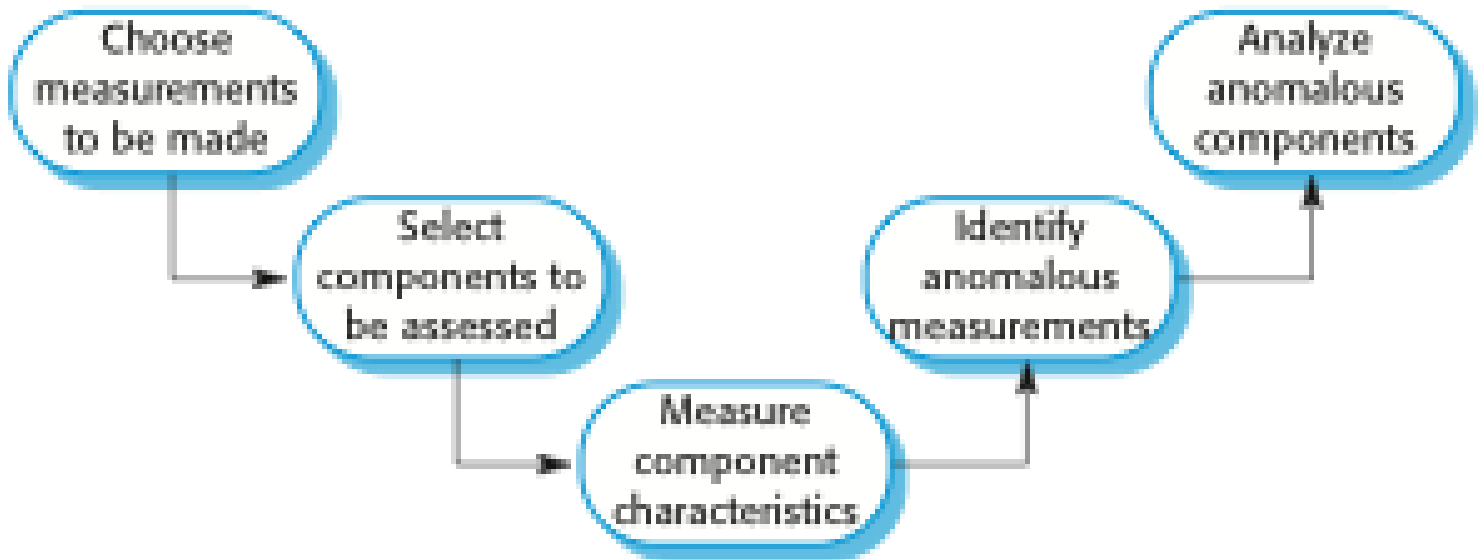 Choose
measurements
to be made
Select
components to
be assessed
Measure
component
characteristics
Identify
anomalous
measurements
Analyze
anomalous
components